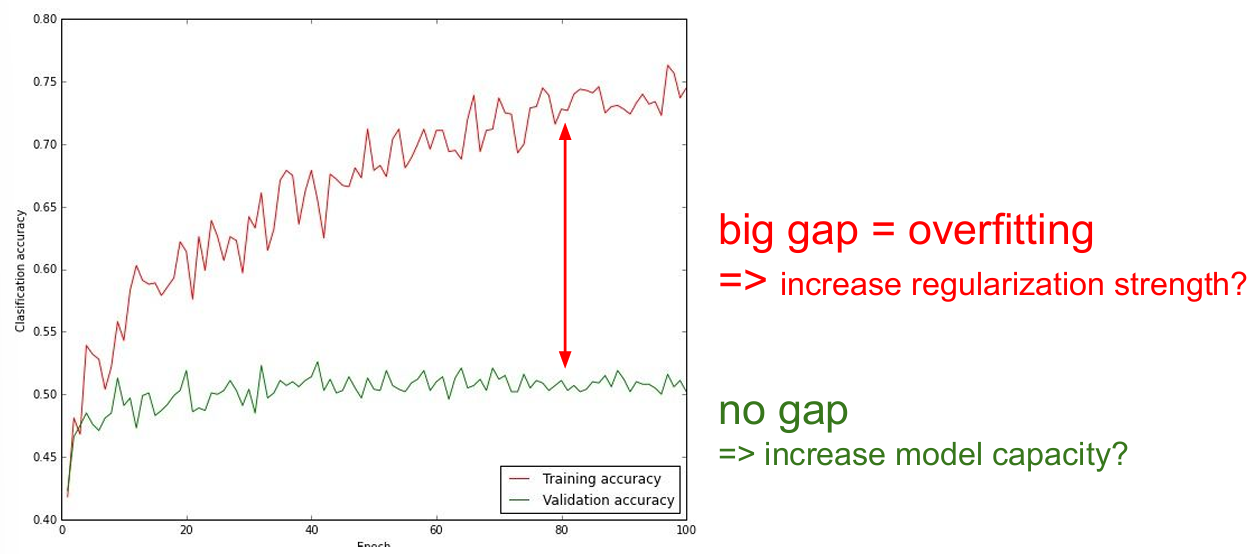 0.80
0.75
0.70
0.65
0.60
0.55
0.50
0.45
0.40
Clasification accuracy
0 20 40 60 80 100
Epoch
Training accuracy
Validation accuracy
big gap = overfitting
=> increase regularization strength?
no gap
=> increase model capacity?